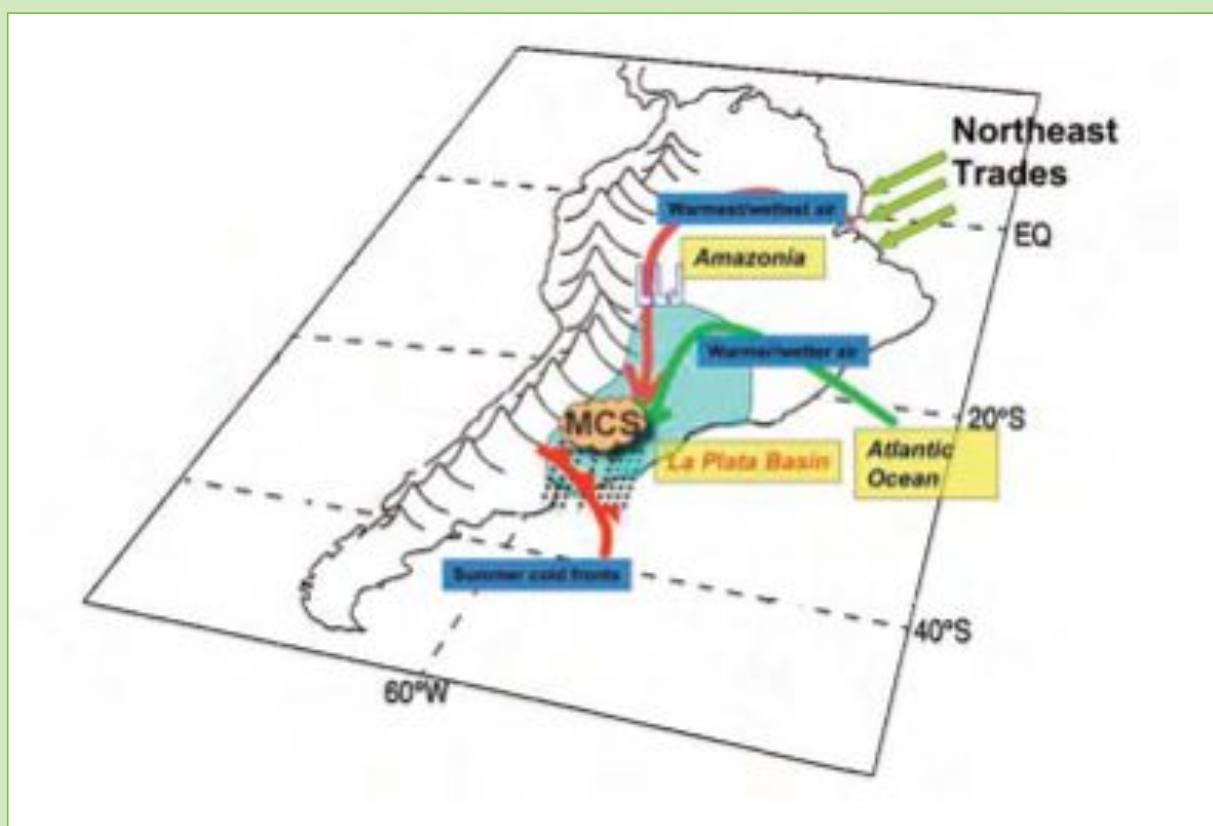 Northeast
Trades
Warmest/wettest air
EQ
Amazonia
Warmer/wetter air
MCS
20°S
La Plata Basin
Atlantic
Ocean
Summer cold fronts
40°S
60°W